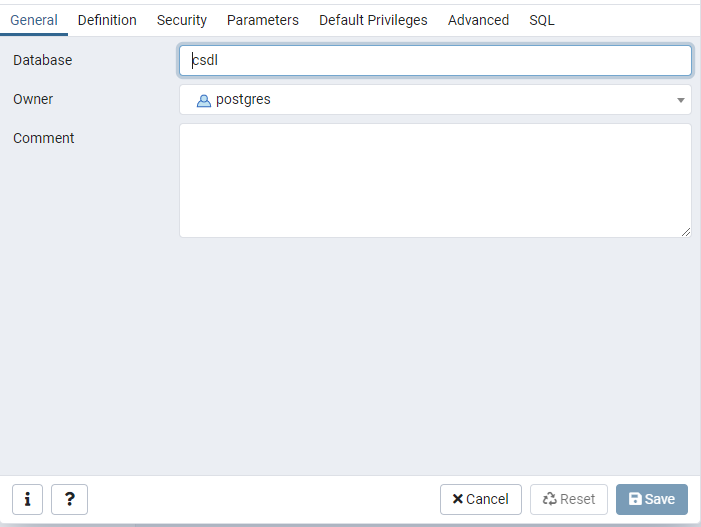 General Definition Security Parameters Default Privileges Advanced SQL
Database csdl
Owner postgres
Comment
i ? Cancel Reset Save